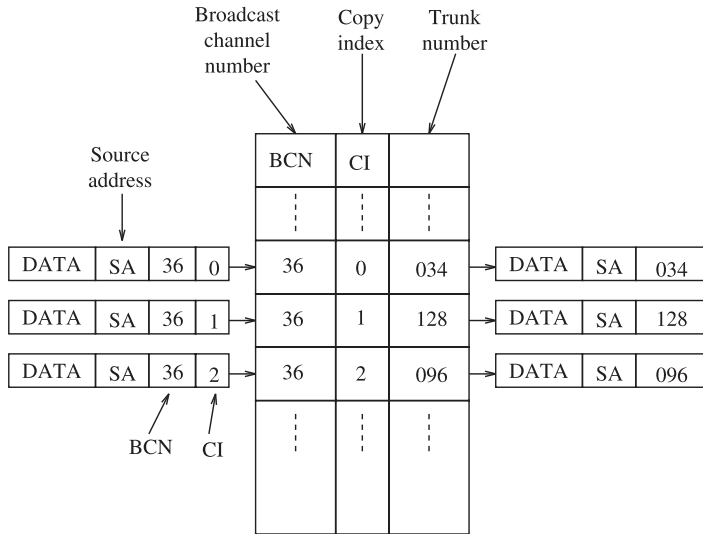 Broadcast
channel
number
Copy
index
Trunk
number
Source
address
BCN CI
DATA SA 36 0 36 0 034 DATA SA 034
DATA SA 36 1 36 1 128 DATA SA 128
DATA SA 36 2 36 2 096 DATA SA 096
BCN CI